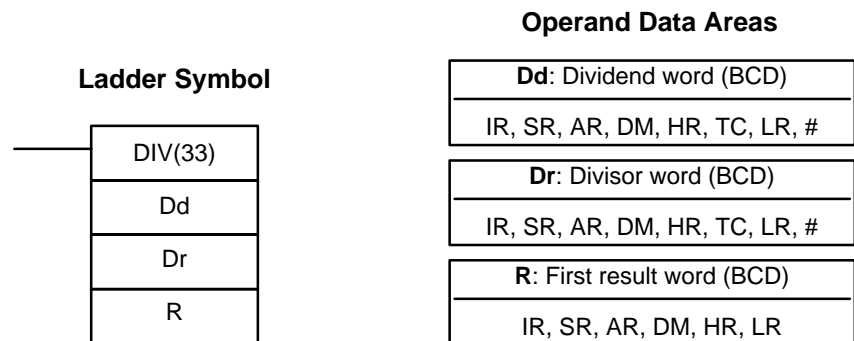 Operand Data Areas
Ladder Symbol
DIV(33)
Dd
Dr
R
Dd: Dividend word (BCD)
IR, SR, AR, DM, HR, TC, LR, #
Dr: Divisor word (BCD)
IR, SR, AR, DM, HR, TC, LR, #
R: First result word (BCD)
IR, SR, AR, DM, HR, LR